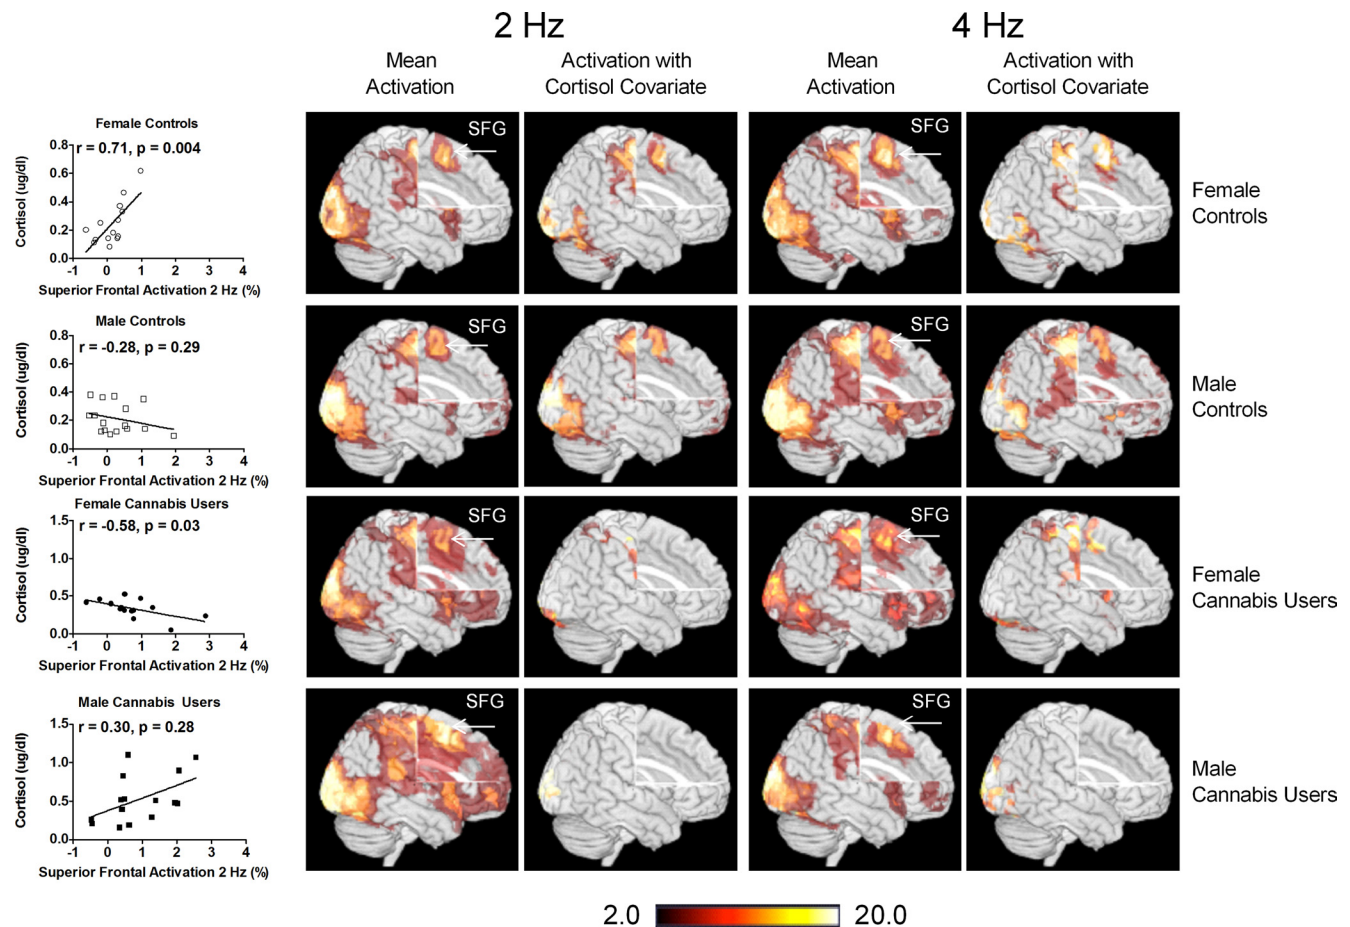 2 Hz
4 Hz
Mean
Activation
Activation with
Cortisol Covariate
Mean
Activation
Activation with
Cortisol Covariate
Female Controls
r = 0.71, p = 0.004
Cortisol (ug/dl)
0.8
0.6
0.4
0.2
0.0
-1 0 1 2 3 4
Superior Frontal Activation 2 Hz (%)
SFG
SFG
Female
Controls
Male Controls
r = -0.28, p = 0.29
Cortisol (ug/dl)
0.8
0.6
0.4
0.2
0.0
-1 0 1 2 3 4
Superior Frontal Activation 2 Hz (%)
SFG
SFG
Male
Controls
Female Cannabis Users
r = -0.58, p = 0.03
Cortisol (ug/dl)
1.5
1.0
0.5
0.0
-1 0 1 2 3 4
Superior Frontal Activation 2 Hz (%)
SFG
SFG
Female
Cannabis Users
Male Cannabis Users
r = 0.30, p = 0.28
Cortisol (ug/dl)
1.5
1.0
0.5
0.0
-1 0 1 2 3 4
Superior Frontal Activation 2 Hz (%)
SFG
SFG
Male
Cannabis Users
2.0 20.0